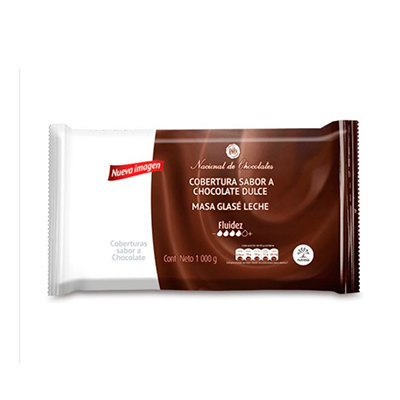 Nueva imagen
Nacional de Chocolates
COBERTURA SABOR A
CHOCOLATE DULCE
MASA GLASÉ LECHE
Fluidez
Coberturas
sabor a
Chocolate
Cont. Neto 1 000 g